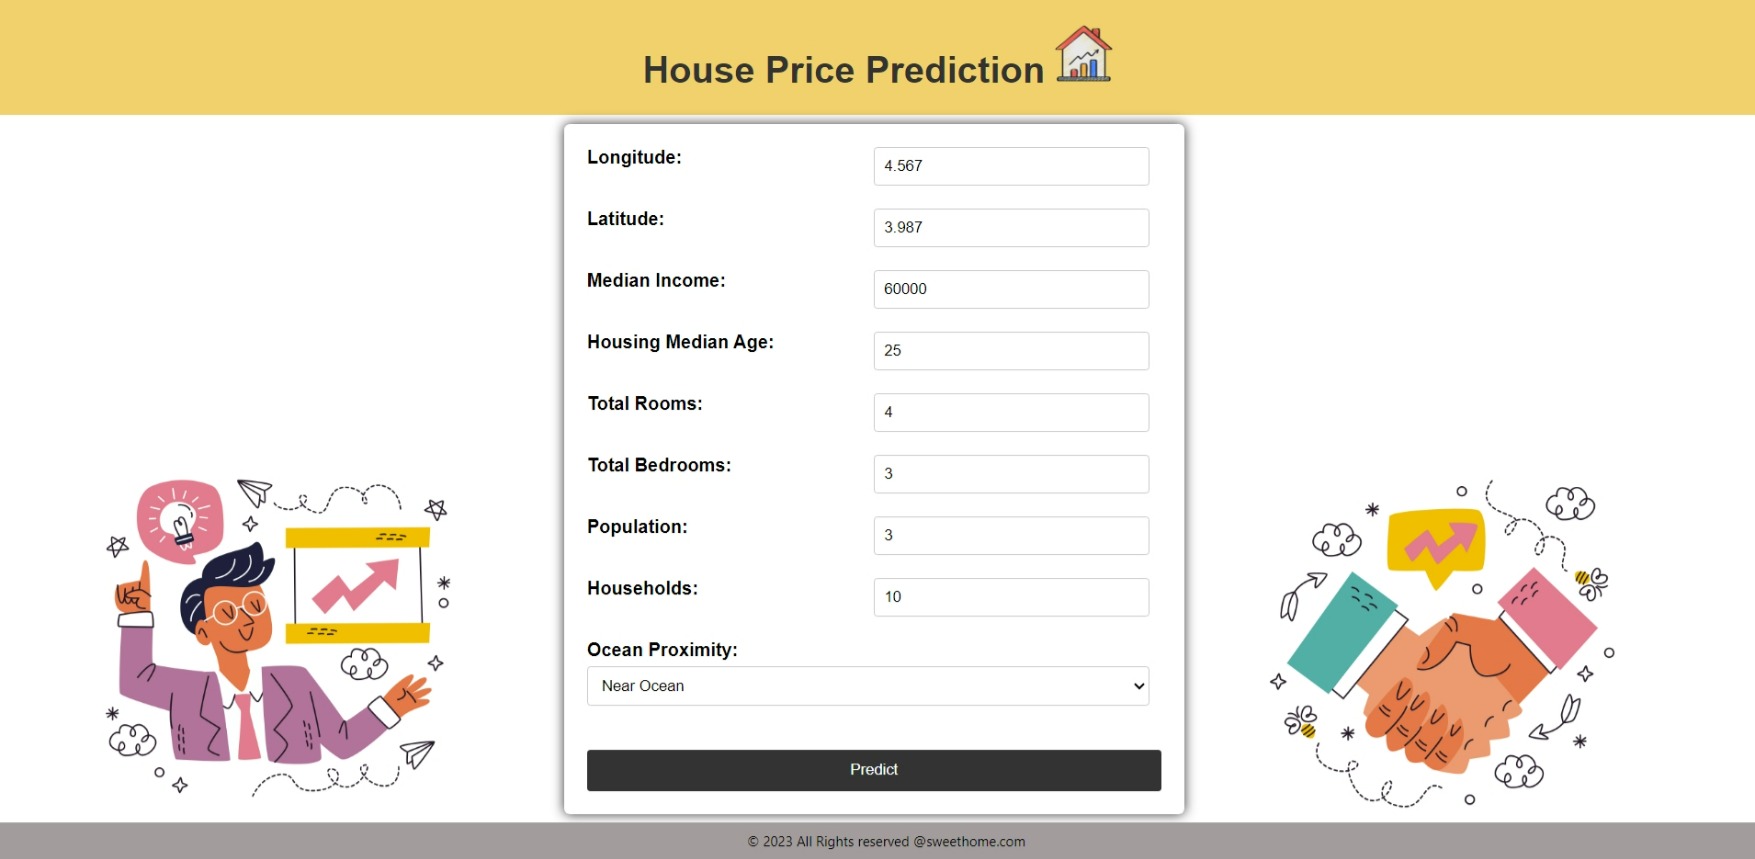 House Price Prediction
Longitude: 4.567
Latitude: 3.987
Median Income: 60000
Housing Median Age: 25
Total Rooms: 4
Total Bedrooms: 3
Population: 3
Households: 10
Ocean Proximity:
Near Ocean
Predict
© 2023 All Rights reserved @sweethome.com